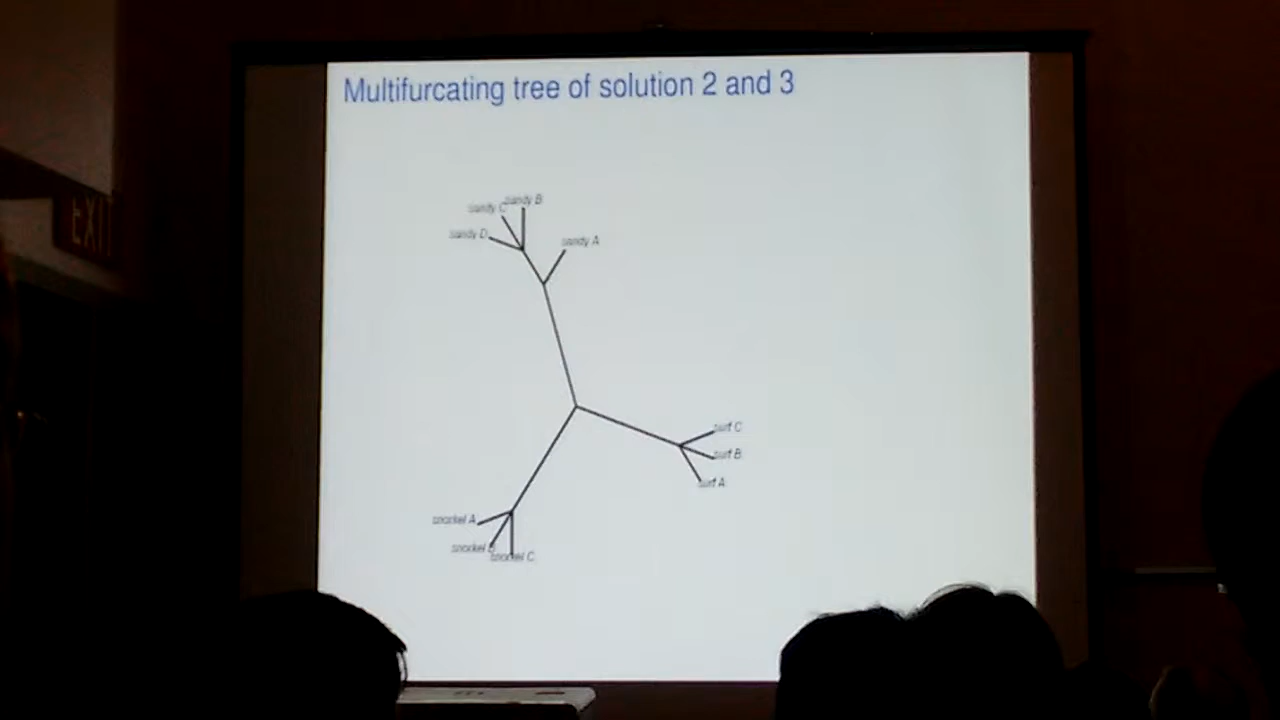 Multifurcating tree of solution 2 and 3
sandy B
sandy C
sandy D
sandy A
EXIT
surf C
surf B
surf A
snorkel A
snorkel B
snorkel C